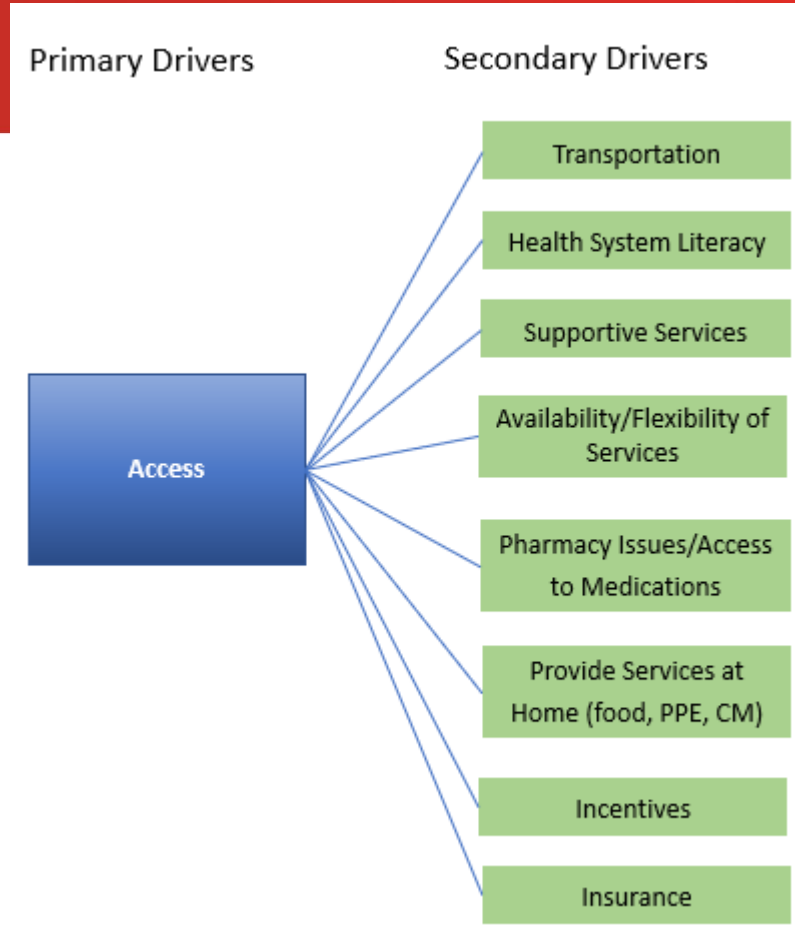 Primary Drivers
Secondary Drivers
Access
Transportation
Health System Literacy
Supportive Services
Availability/Flexibility of
Services
Pharmacy Issues/Access
to Medications
Provide Services at
Home (food, PPE, CM)
Incentives
Insurance